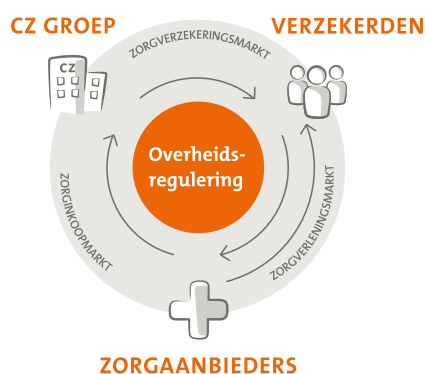 CZ GROEP
VERZEKERDEN
ZORGVERZEKERINGSMARKT
CZ
Overheids-
regulering
ZORGINKOOPMARKT
ZORGVERLENINGSMARKT
ZORGAANBIEDERS